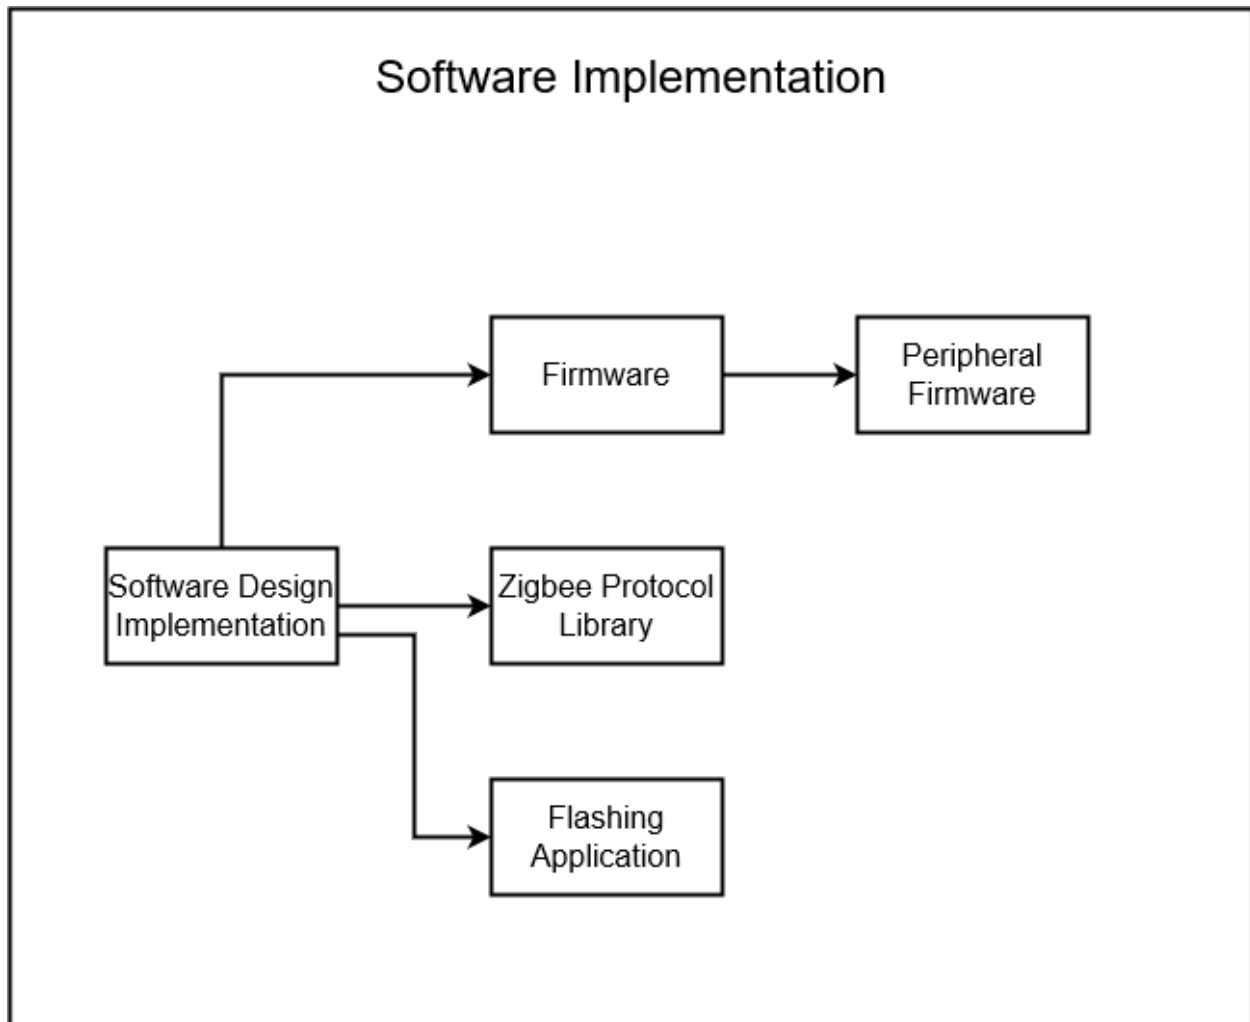 Software Implementation
Firmware
Peripheral
Firmware
Software Design
Implementation
Zigbee Protocol
Library
Flashing
Application